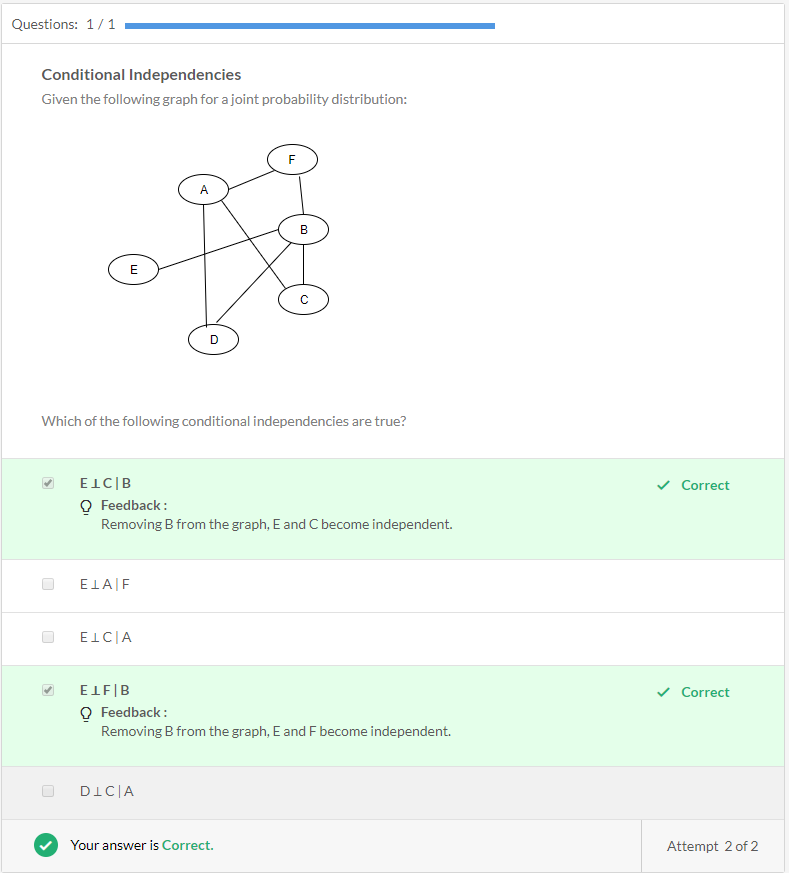 Questions: 1 / 1
Conditional Independencies
Given the following graph for a joint probability distribution:
F
A
B
E
C
D
Which of the following conditional independencies are true?
E ⊥ C | B
Correct
Feedback :
Removing B from the graph, E and C become independent.
E ⊥ A | F
E ⊥ C | A
E ⊥ F | B
Correct
Feedback :
Removing B from the graph, E and F become independent.
D ⊥ C | A
Your answer is Correct.
Attempt 2 of 2